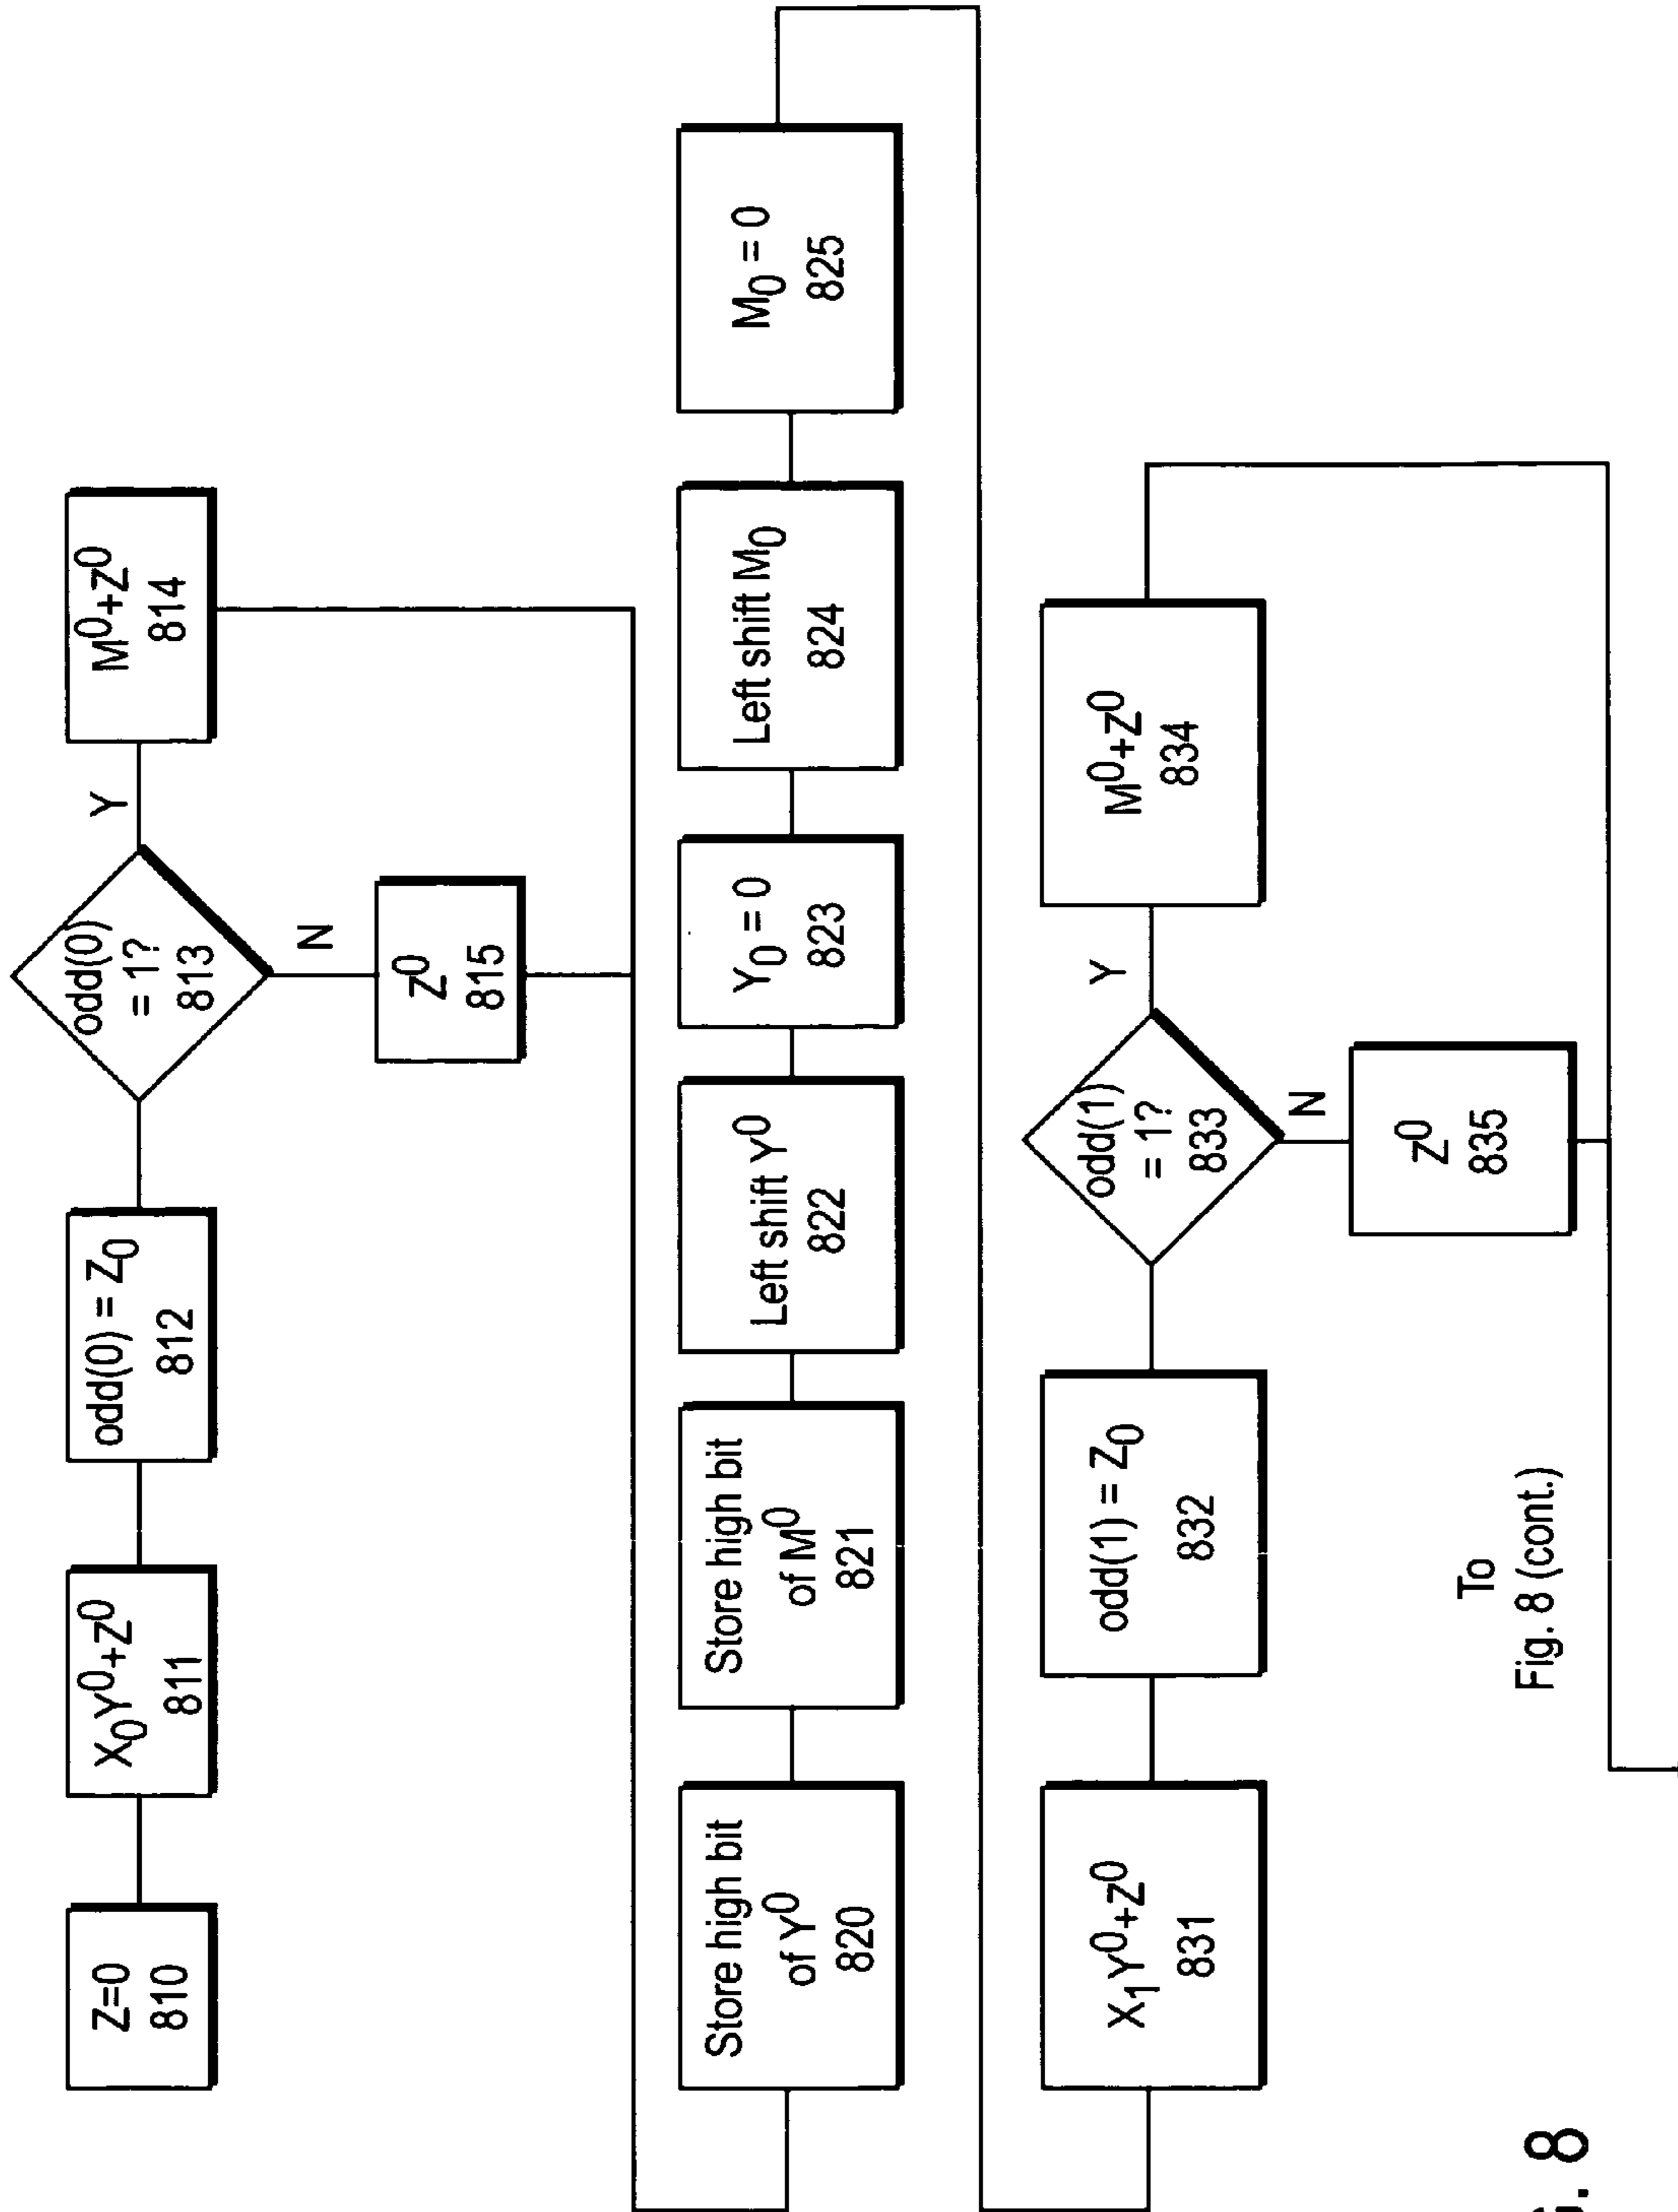 Z=0
810
X₀Y⁰+Z⁰
811
odd(0) = Z₀
812
odd(0)
= 1?
813
Y
M⁰+Z⁰
814
N
Z⁰
815
Store high bit
of Y⁰
820
Store high bit
of M⁰
821
Left shift Y⁰
822
Y₀ = 0
823
Left shift M₀
824
M₀ = 0
825
X₁Y⁰+Z⁰
831
odd(1) = Z₀
832
odd(1)
= 1?
833
Y
M⁰+Z⁰
834
N
Z⁰
835
To
Fig. 8 (cont.)
8